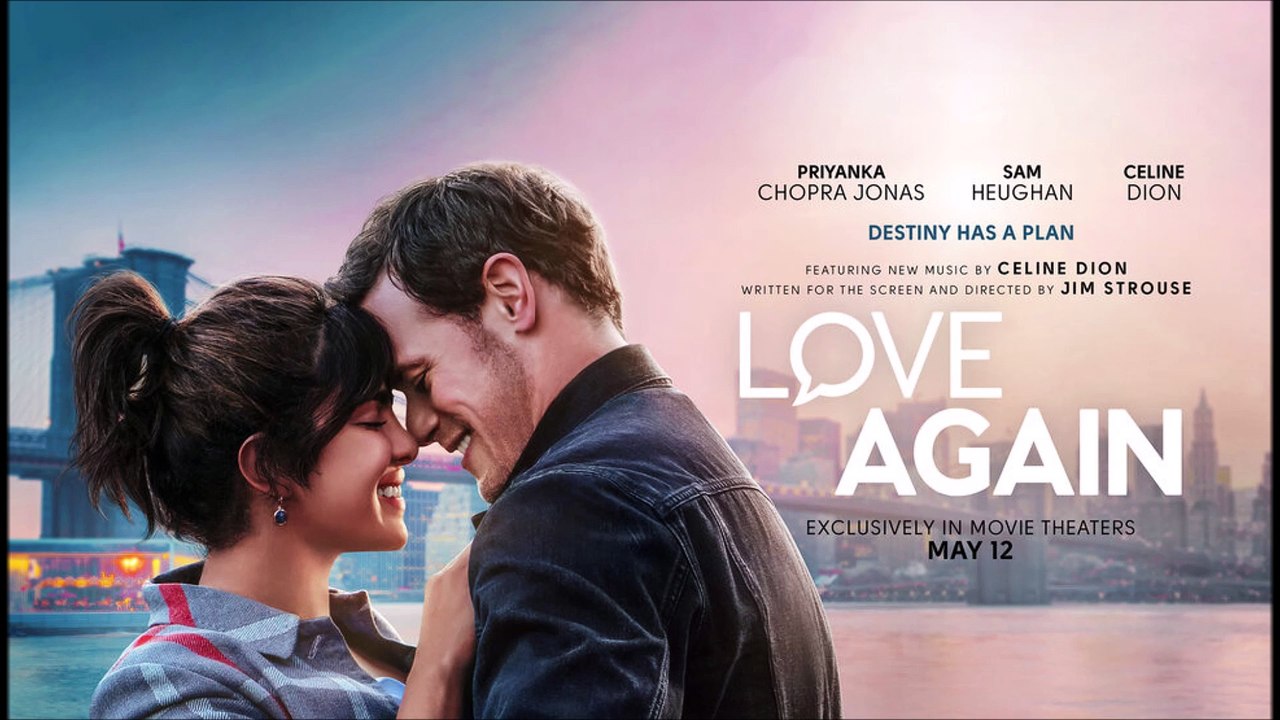 PRIYANKA SAM CELINE
CHOPRA JONAS HEUGHAN DION
DESTINY HAS A PLAN
FEATURING NEW MUSIC BY CELINE DION
WRITTEN FOR THE SCREEN AND DIRECTED BY JIM STROUSE
LOVE
AGAIN
EXCLUSIVELY IN MOVIE THEATERS
MAY 12